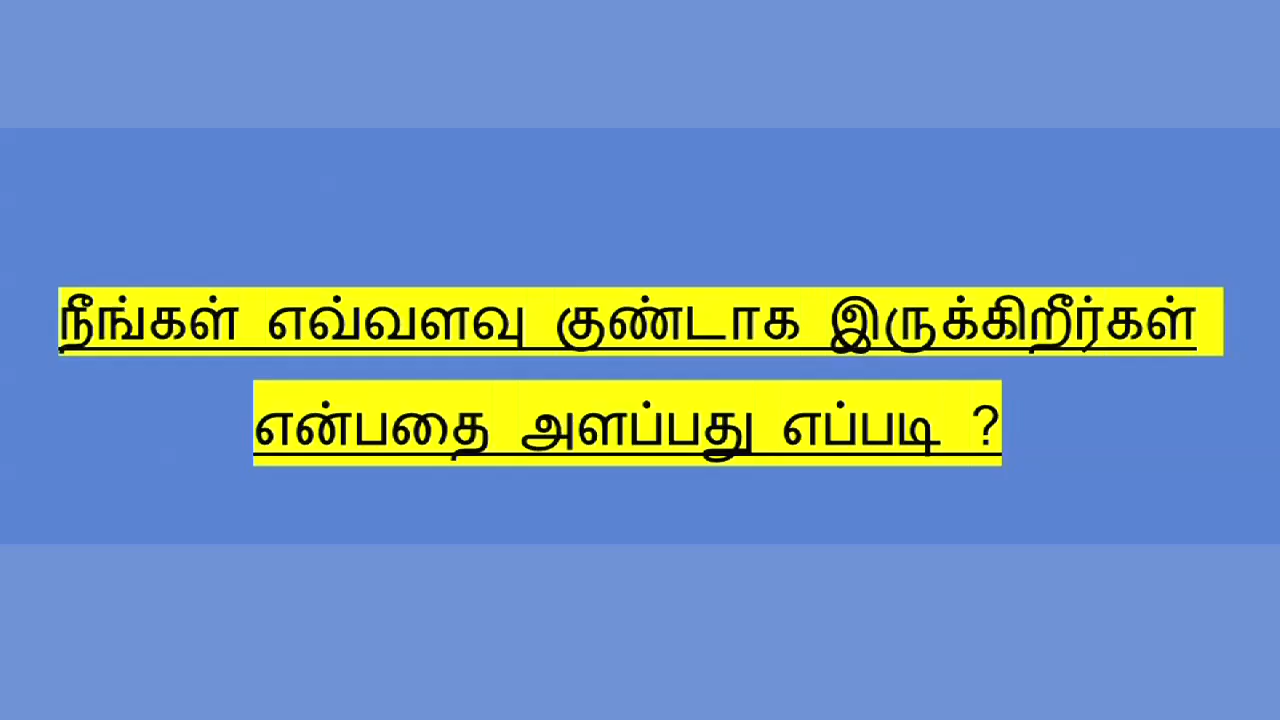 நீங்கள் எவ்வளவு குண்டாக இருக்கிறீர்கள்
என்பதை அளப்பது எப்படி ?